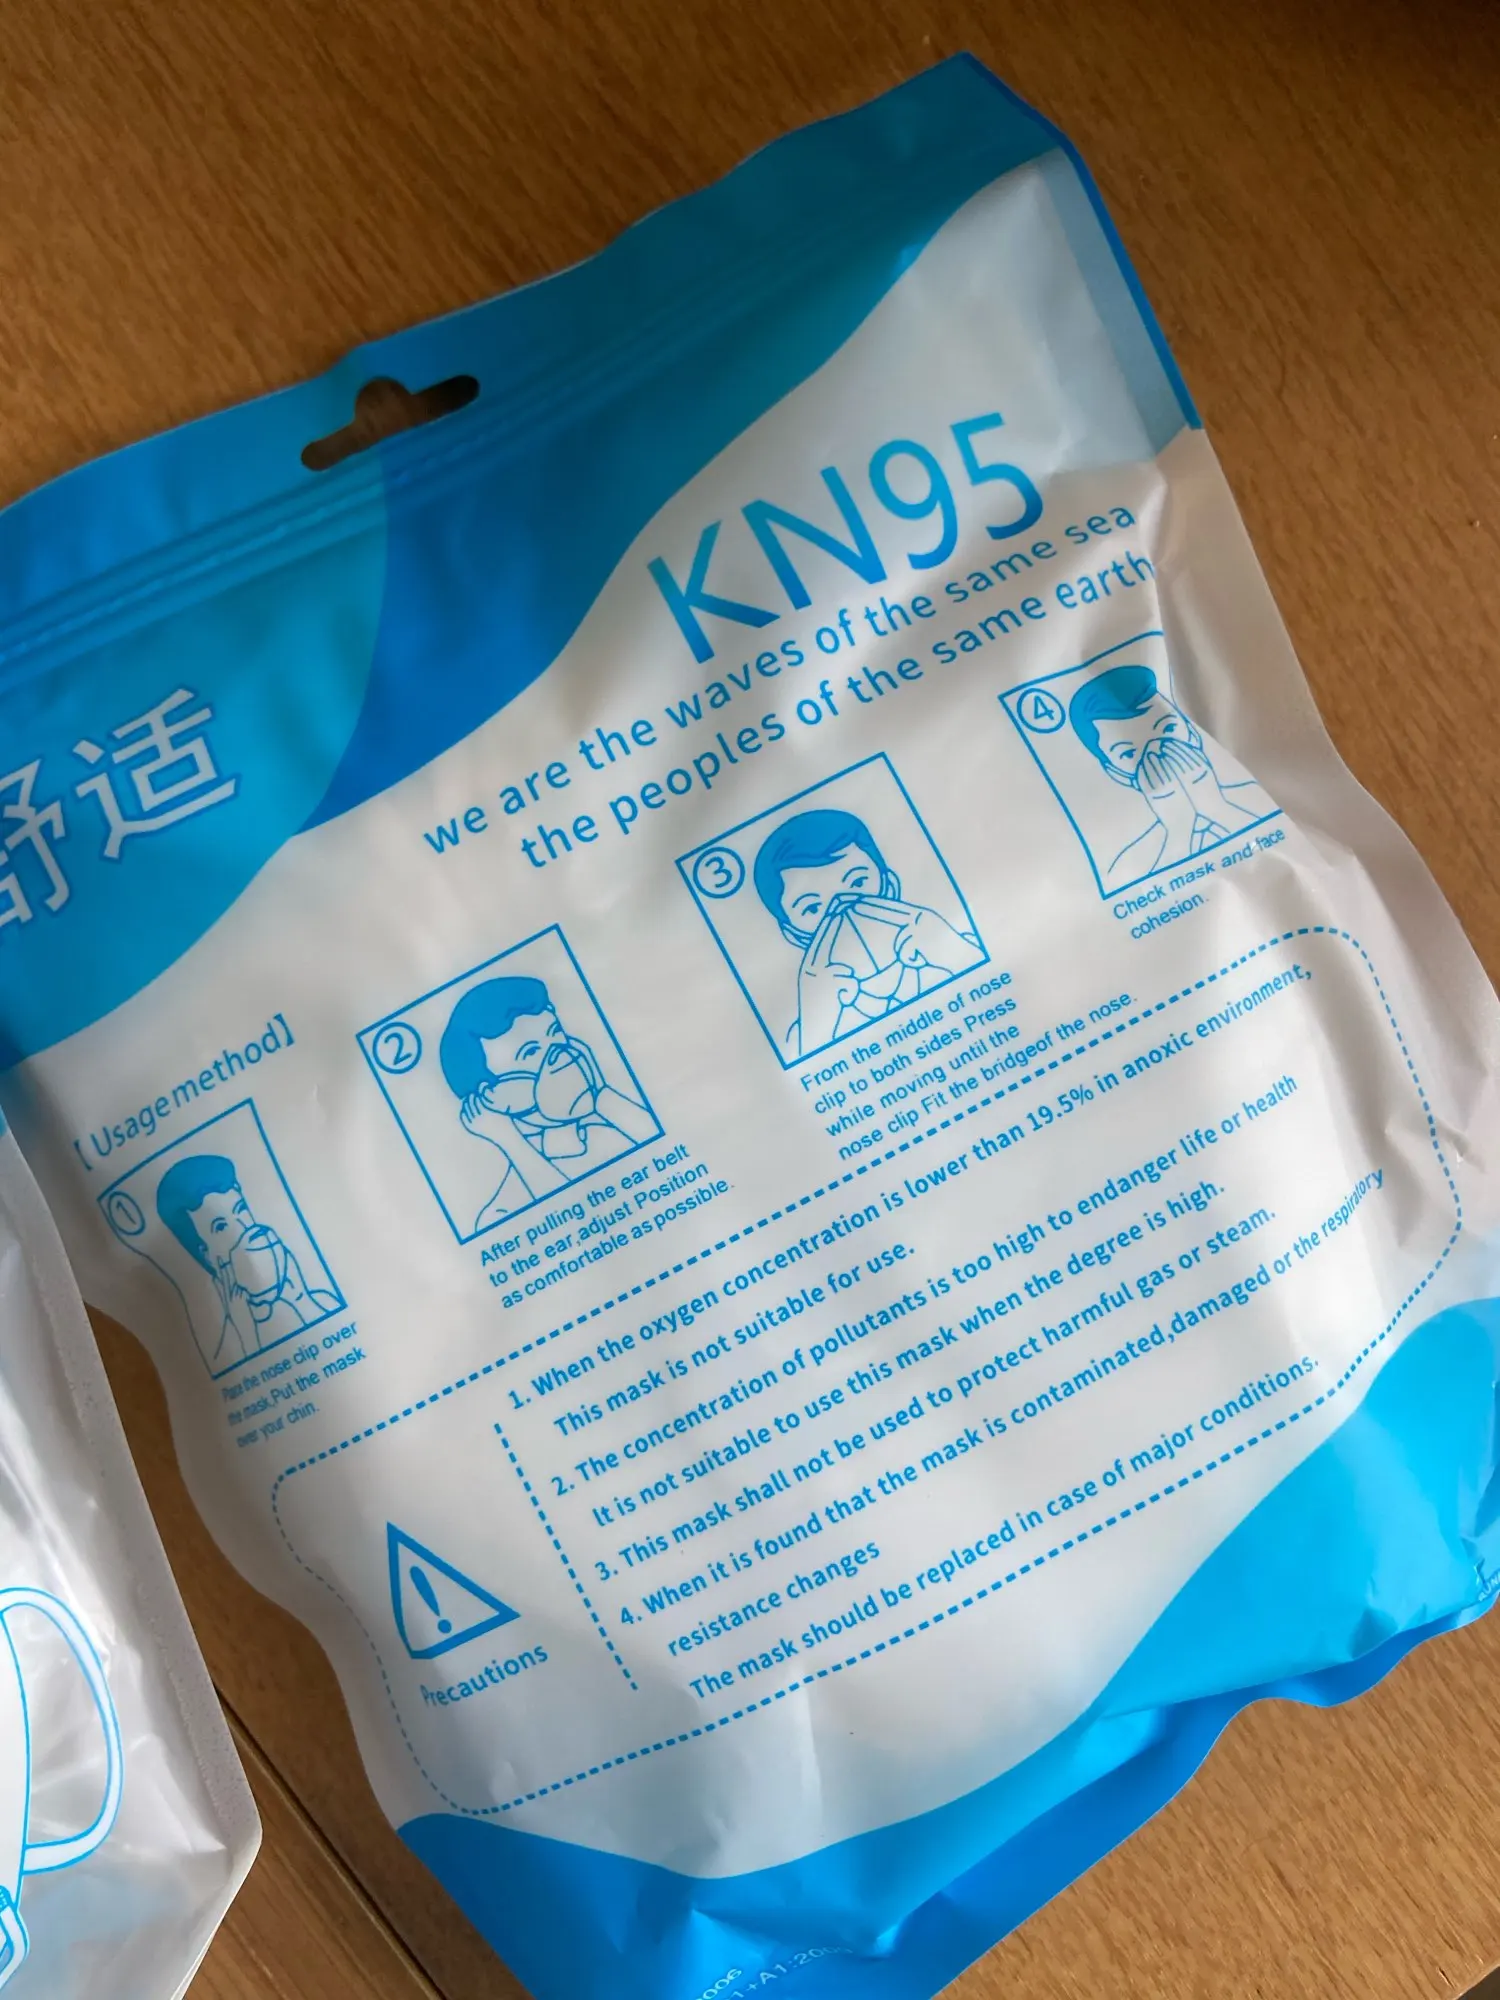 KN95
we are the waves of the same sea
the peoples of the same earth
舒适
【Usage method】
1
Place the nose clip over
the mask,Put the mask
over your chin.
2
After pulling the ear belt
to the ear,adjust Position
as comfortable as possible.
3
From the middle of nose
clip to both sides Press
while moving until the
nose clip Fit the bridgeof the nose.
4
Check mask and face
cohesion.
Precautions
1. When the oxygen concentration is lower than 19.5% in anoxic environment,
This mask is not suitable for use.
2. The concentration of pollutants is too high to endanger life or health
It is not suitable to use this mask when the degree is high.
3. This mask shall not be used to protect harmful gas or steam.
4. When it is found that the mask is contaminated,damaged or the respiratory
resistance changes
The mask should be replaced in case of major conditions.